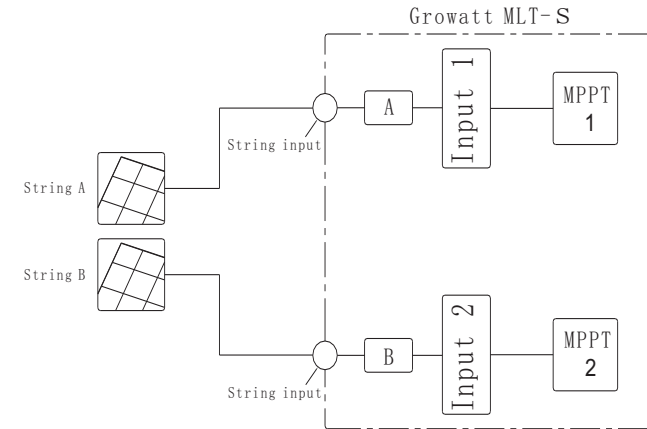 Growatt MLT-S
A
Input 1
MPPT
1
String input
String A
String B
B
Input 2
MPPT
2
String input